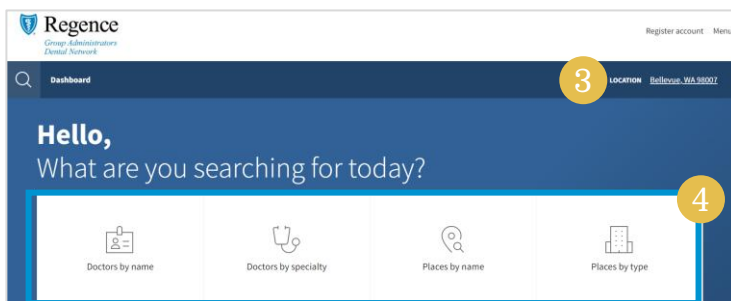 Regence
Group Administrators
Dental Network
Register account Menu
Dashboard
3
LOCATION Bellevue, WA 98007
Hello,
What are you searching for today?
4
Doctors by name
Doctors by specialty
Places by name
Places by type